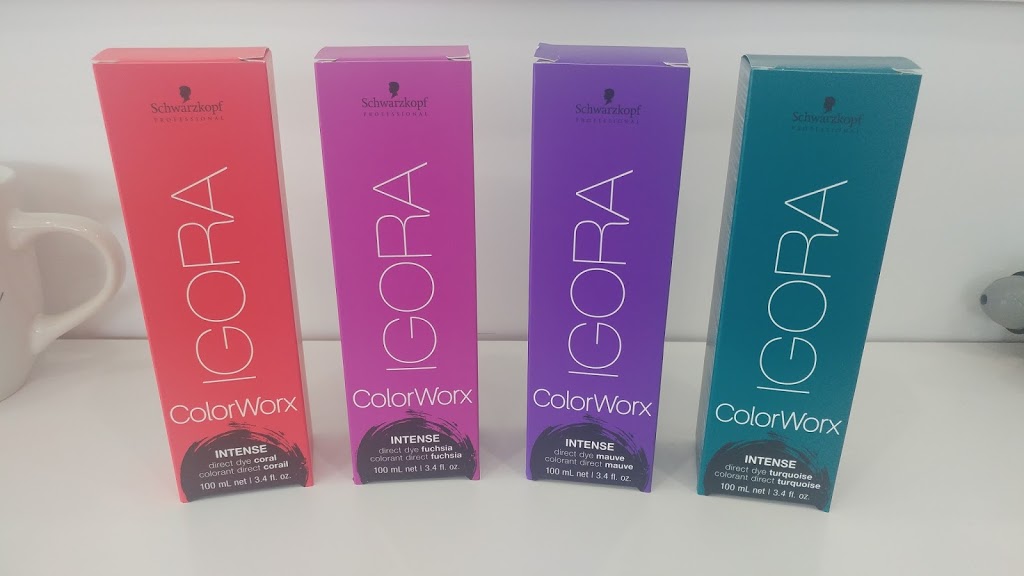 Schwarzkopf
PROFESSIONAL
IGORA
ColorWorx
INTENSE
direct dye coral
colorant direct corail
100 mL net | 3.4 fl. oz.
Schwarzkopf
PROFESSIONAL
IGORA
ColorWorx
INTENSE
direct dye fuchsia
colorant direct fuchsia
100 mL net | 3.4 fl. oz.
Schwarzkopf
PROFESSIONAL
IGORA
ColorWorx
INTENSE
direct dye mauve
colorant direct mauve
100 mL net | 3.4 fl. oz.
Schwarzkopf
PROFESSIONAL
IGORA
ColorWorx
INTENSE
direct dye turquoise
colorant direct turquoise
100 mL net | 3.4 fl. oz.